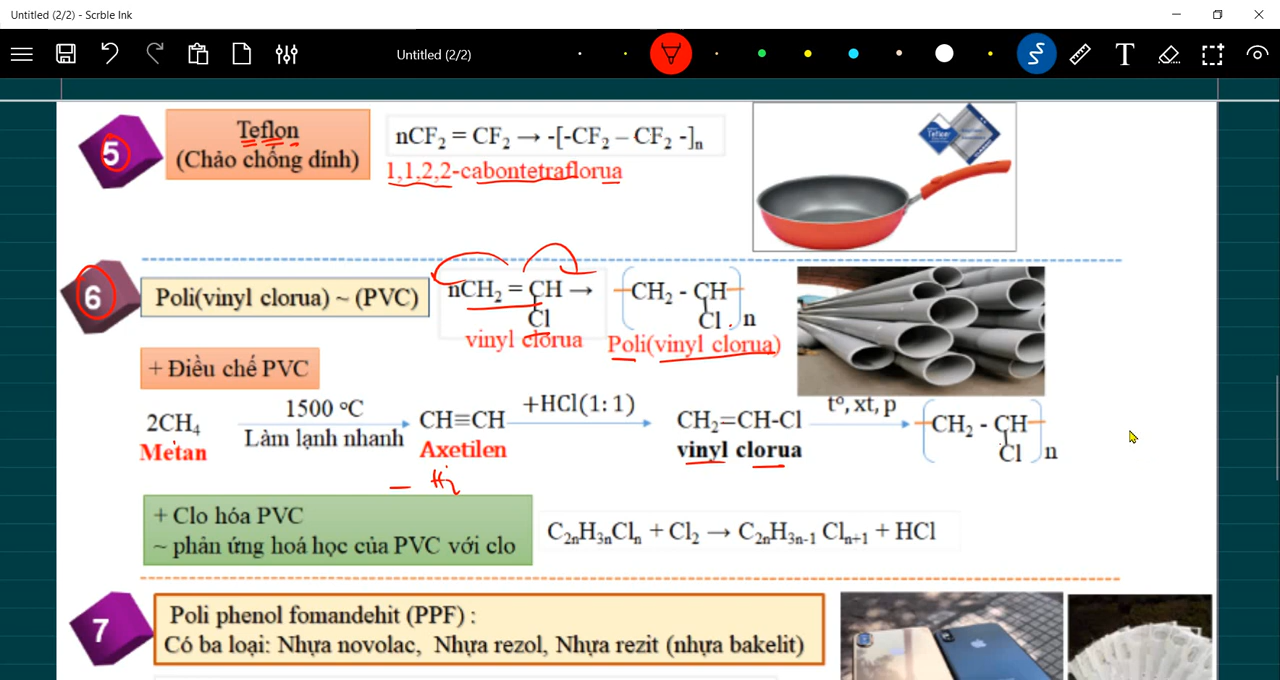 Untitled (2/2) - Scrble Ink
Untitled (2/2)
T
5
Teflon
(Chảo chống dính)
nCF₂ = CF₂ → -[-CF₂ – CF₂ -]ₙ
1,1,2,2-cabontetraflorua
Teflon
6
Poli(vinyl clorua) ~ (PVC)
nCH₂ = CH →
Cl
vinyl clorua
CH₂ - CH
Cl n
Poli(vinyl clorua)
+ Điều chế PVC
2CH₄
Metan
1500 ᵒC
Làm lạnh nhanh
CH≡CH
Axetilen
– H₂
+HCl(1: 1)
CH₂=CH-Cl
vinyl clorua
tᵒ, xt, p
CH₂ - CH
Cl n
+ Clo hóa PVC
~ phản ứng hoá học của PVC với clo
C₂ₙH₃ₙClₙ + Cl₂ → C₂ₙH₃ₙ₋₁ Clₙ₊₁ + HCl
7
Poli phenol fomandehit (PPF) :
Có ba loại: Nhựa novolac, Nhựa rezol, Nhựa rezit (nhựa bakelit)